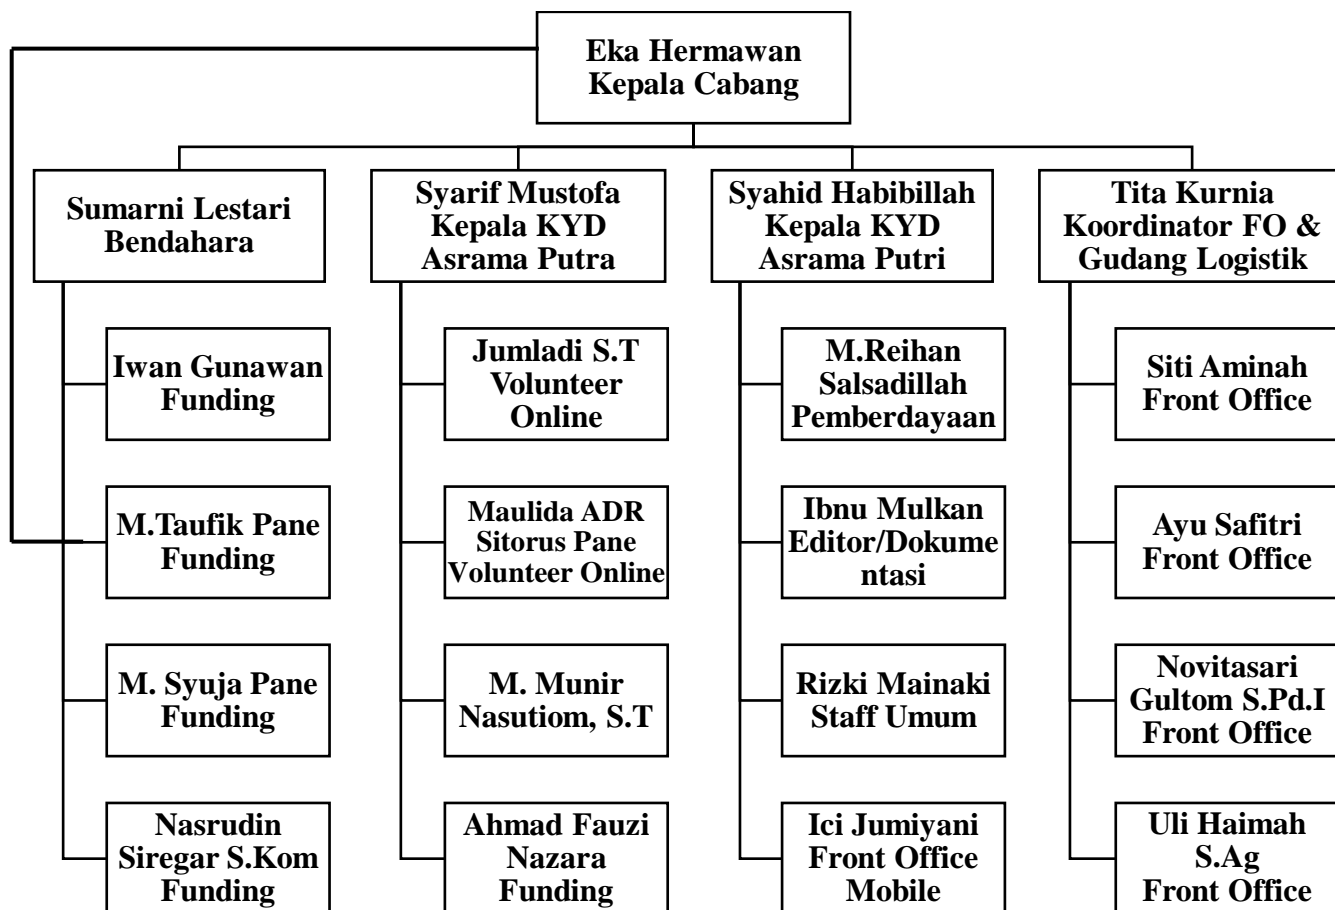 Eka Hermawan
Kepala Cabang
Sumarni Lestari
Bendahara
Syarif Mustofa
Kepala KYD
Asrama Putra
Syahid Habibillah
Kepala KYD
Asrama Putri
Tita Kurnia
Koordinator FO &
Gudang Logistik
Iwan Gunawan
Funding
Jumladi S.T
Volunteer
Online
M.Reihan
Salsadillah
Pemberdayaan
Siti Aminah
Front Office
M.Taufik Pane
Funding
Maulida ADR
Sitorus Pane
Volunteer Online
Ibnu Mulkan
Editor/Dokume
ntasi
Ayu Safitri
Front Office
M. Syuja Pane
Funding
M. Munir
Nasutiom, S.T
Rizki Mainaki
Staff Umum
Novitasari
Gultom S.Pd.I
Front Office
Nasrudin
Siregar S.Kom
Funding
Ahmad Fauzi
Nazara
Funding
Ici Jumiyani
Front Office
Mobile
Uli Haimah
S.Ag
Front Office